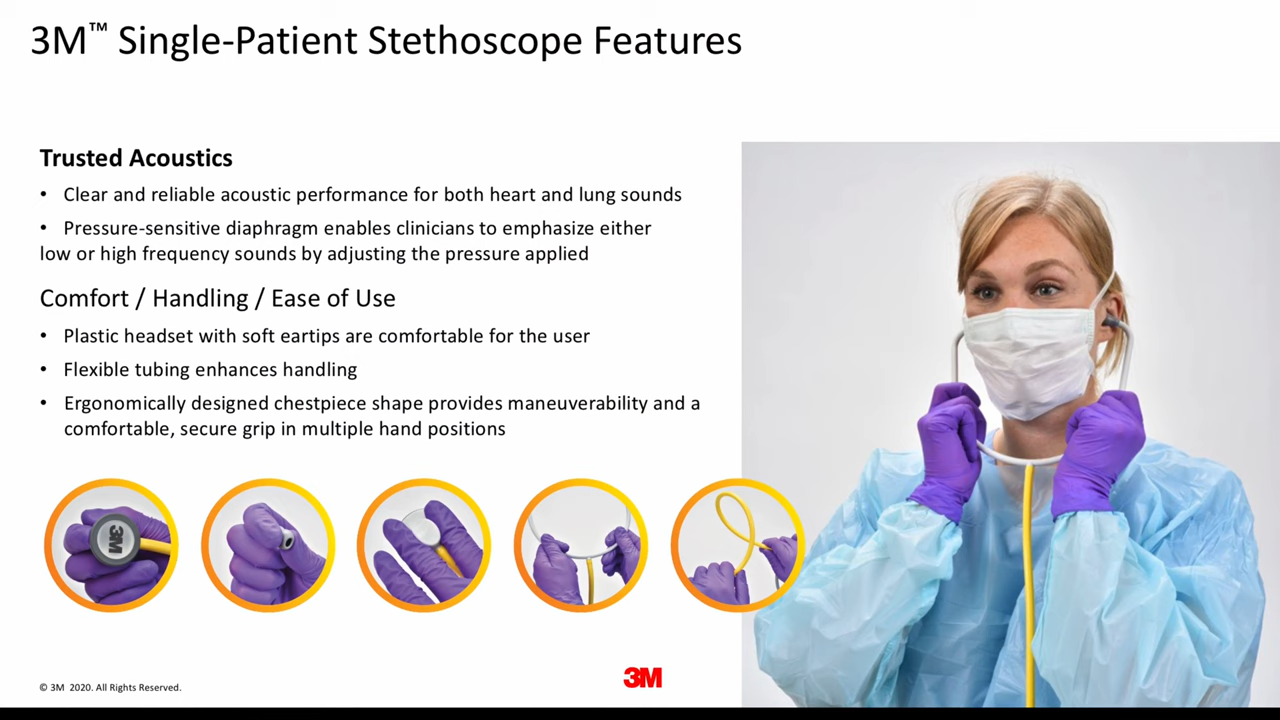 3M™ Single-Patient Stethoscope Features
Trusted Acoustics
• Clear and reliable acoustic performance for both heart and lung sounds
• Pressure-sensitive diaphragm enables clinicians to emphasize either
low or high frequency sounds by adjusting the pressure applied
Comfort / Handling / Ease of Use
• Plastic headset with soft eartips are comfortable for the user
• Flexible tubing enhances handling
• Ergonomically designed chestpiece shape provides maneuverability and a
comfortable, secure grip in multiple hand positions
3M
© 3M 2020. All Rights Reserved.
3M